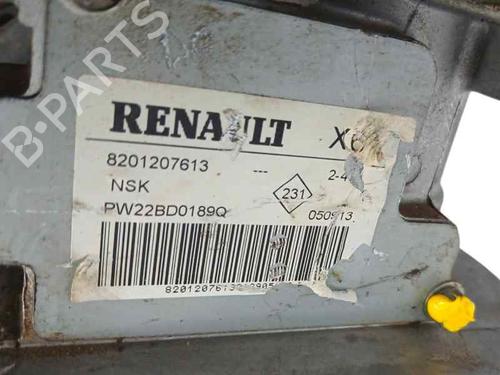 RENAULT
8201207613 ---
NSK
231
PW22BD0189Q
050913
B-PARTS